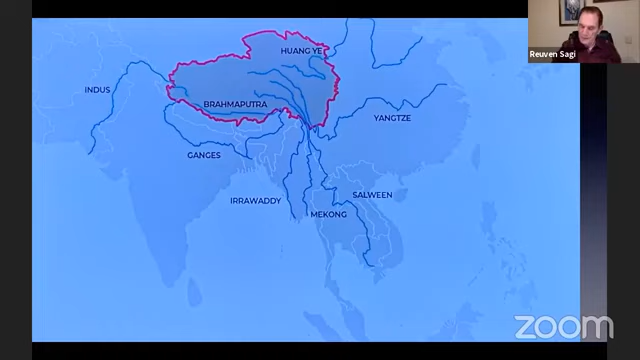 HUANG YE
Reuven Sagi
INDUS
BRAHMAPUTRA
YANGTZE
GANGES
IRRAWADDY
SALWEEN
MEKONG
zoom